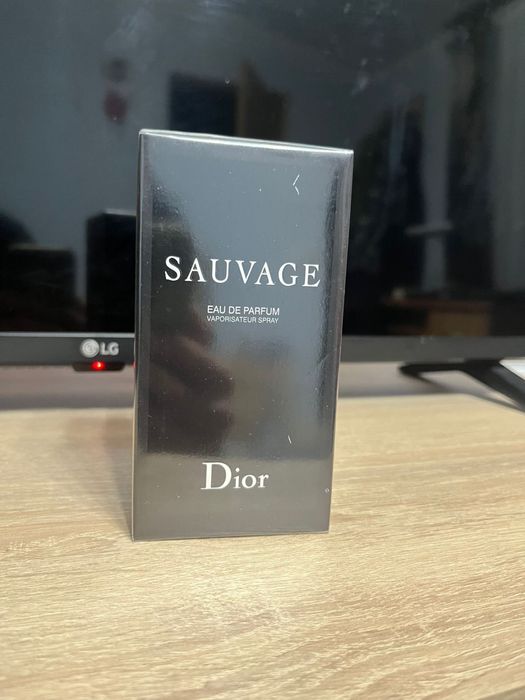 SAUVAGE
EAU DE PARFUM
VAPORISATEUR SPRAY
LG
Dior